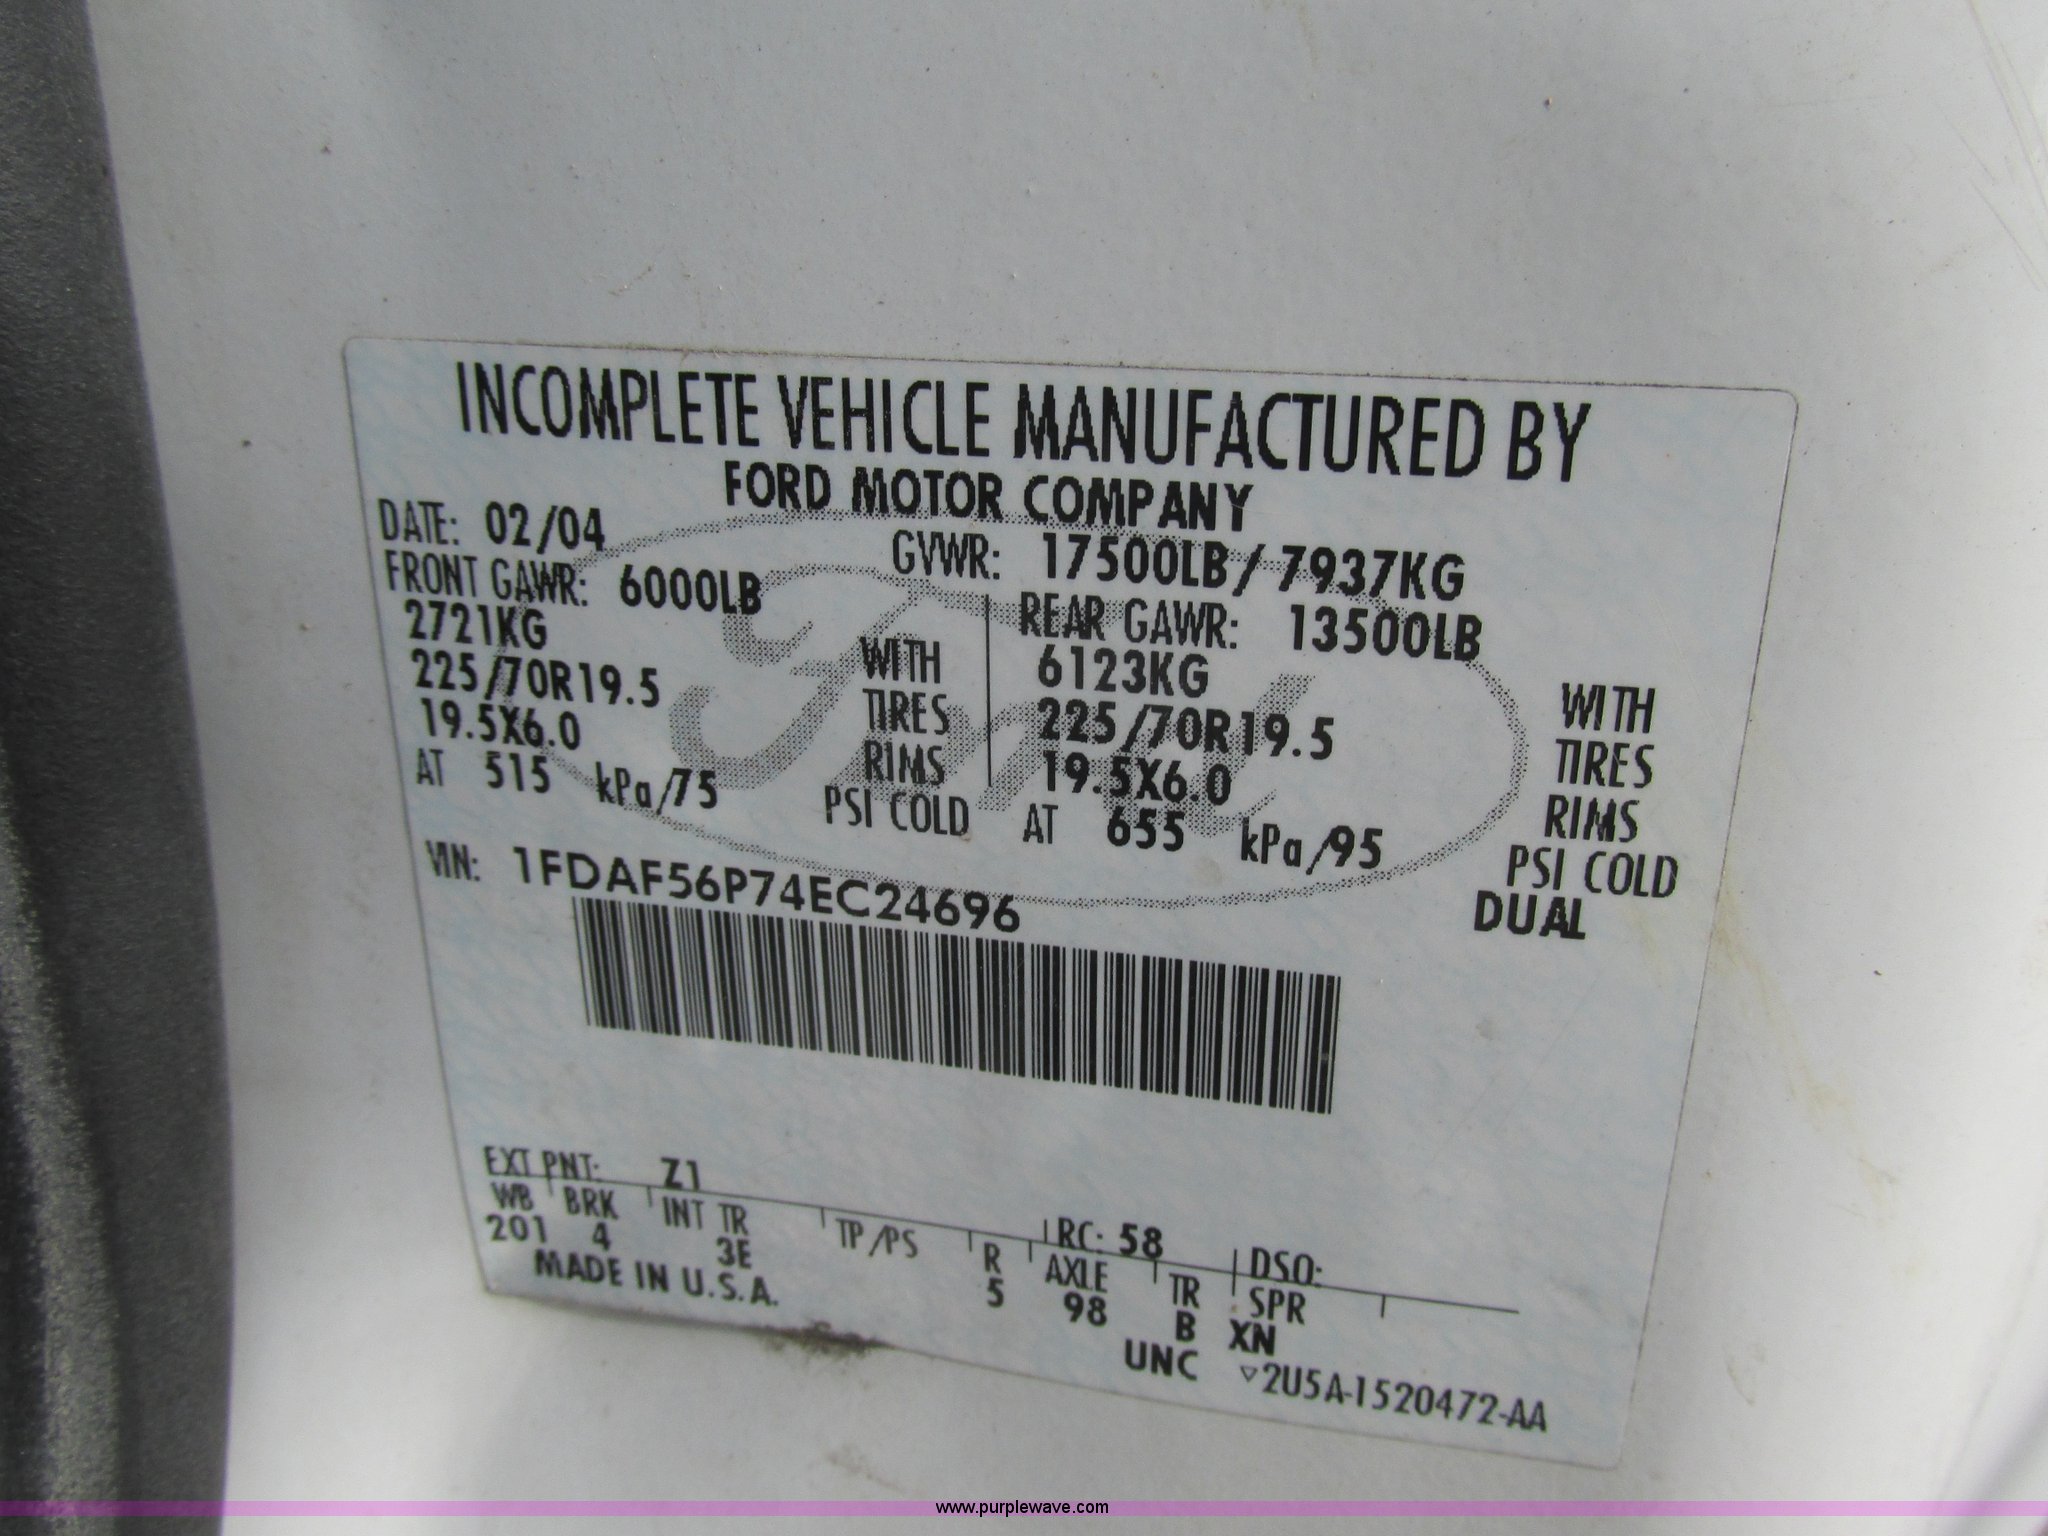 INCOMPLETE VEHICLE MANUFACTURED BY
FORD MOTOR COMPANY
DATE: 02/04 GVWR: 17500LB/7937KG
FRONT GAWR: 6000LB REAR GAWR: 13500LB
2721KG WITH 6123KG WITH
225/70R19.5 TIRES 225/70R19.5 TIRES
19.5X6.0 RIMS 19.5X6.0 RIMS
AT 515 kPa/75 PSI COLD AT 655 kPa/95 PSI COLD
DUAL
VIN: 1FDAF56P74EC24696
Ford
EXT PNT: Z1 RC: 58 DSO:
WB BRK INT TR TP/PS R AXLE TR SPR
201 4 3E 5 98 B XN
MADE IN U.S.A. UNC
▽2U5A-1520472-AA
www.purplewave.com